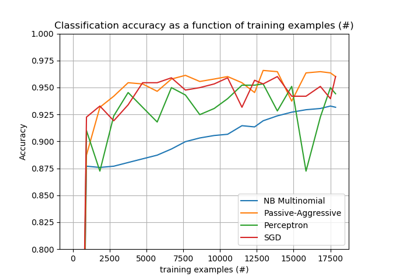 Classification accuracy as a function of training examples (#)
1.000
0.975
0.950
0.925
0.900
0.875
0.850
0.825
0.800
Accuracy
NB Multinomial
Passive-Aggressive
Perceptron
SGD
0 2500 5000 7500 10000 12500 15000 17500
training examples (#)